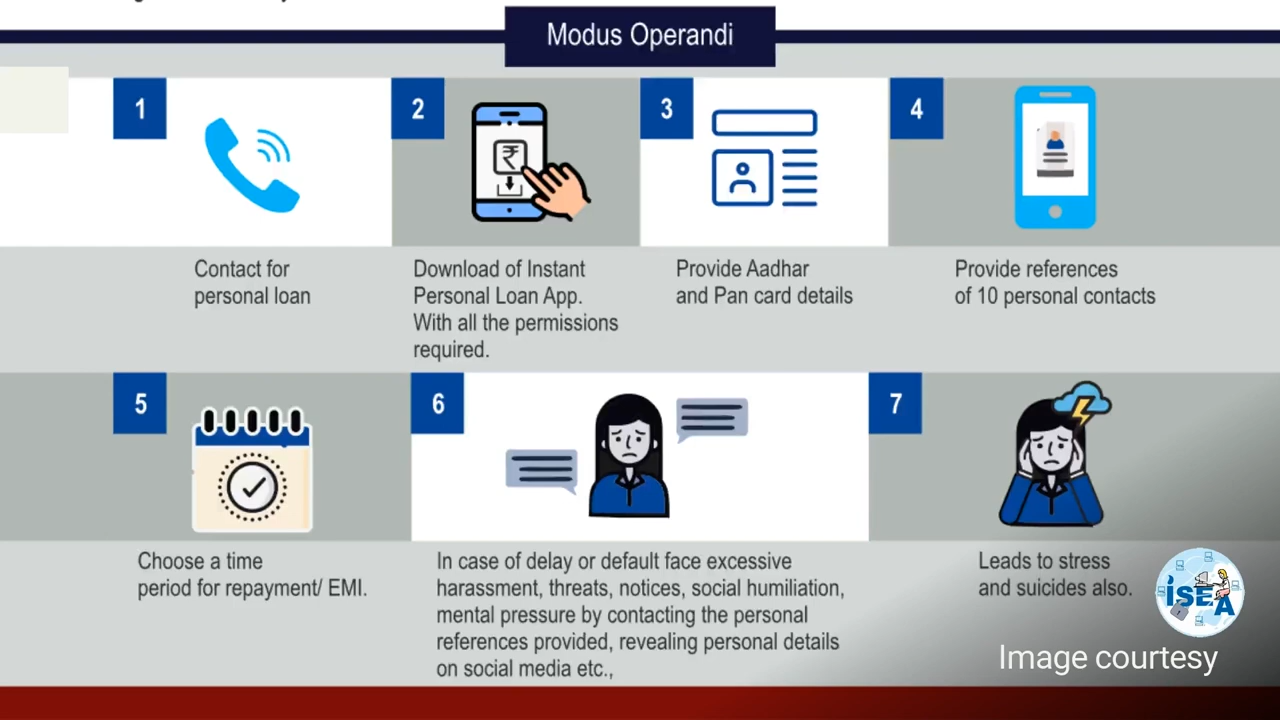 Modus Operandi
1
2
3
4
Contact for
personal loan
Download of Instant
Personal Loan App.
With all the permissions
required.
Provide Aadhar
and Pan card details
Provide references
of 10 personal contacts
5
6
7
Choose a time
period for repayment/ EMI.
In case of delay or default face excessive
harassment, threats, notices, social humiliation,
mental pressure by contacting the personal
references provided, revealing personal details
on social media etc.,
Leads to stress
and suicides also.
iSEA
Image courtesy